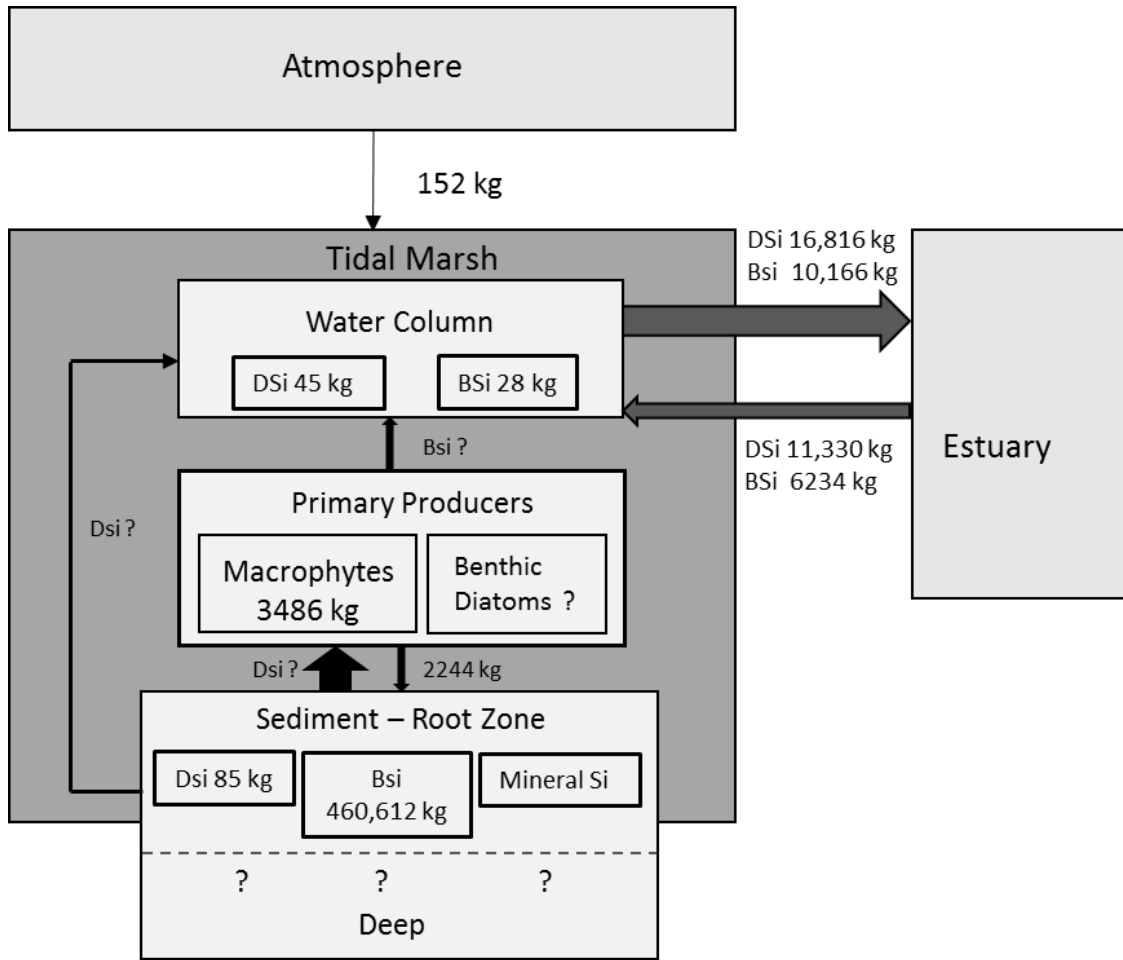 Atmosphere
152 kg
Tidal Marsh
DSi 16,816 kg
Bsi 10,166 kg
Water Column
DSi 45 kg
BSi 28 kg
DSi 11,330 kg
BSi 6234 kg
Estuary
Bsi ?
Primary Producers
Dsi ?
Macrophytes
3486 kg
Benthic
Diatoms ?
Dsi ?
2244 kg
Sediment – Root Zone
Dsi 85 kg
Bsi
460,612 kg
Mineral Si
? ? ?
Deep